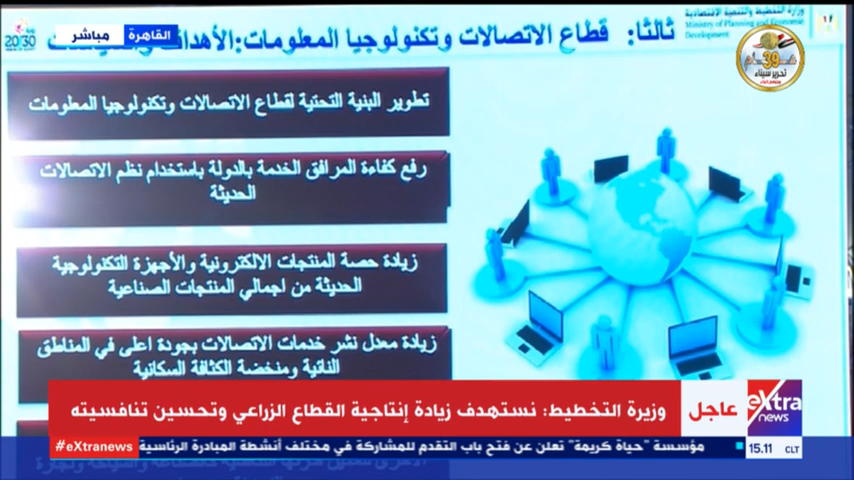 مباشر
القاهرة
2030
وزارة التخطيط والتنمية الاقتصادية
Ministry of Planning and Economic
Development
ثالثا: قطاع الاتصالات وتكنولوجيا المعلومات:الأهداف
39
تحرير سيناء
تطوير البنية التحتية لقطاع الاتصالات وتكنولوجيا المعلومات
رفع كفاءة المرافق الخدمة بالدولة باستخدام نظم الاتصالات
الحديثة
زيادة حصة المنتجات الالكترونية والأجهزة التكنولوجية
الحديثة من اجمالي المنتجات الصناعية
زيادة معدل نشر خدمات الاتصالات بجودة اعلى في المناطق
النائية ومنخضة الكثافة السكانية
عاجل
وزيرة التخطيط: نستهدف زيادة إنتاجية القطاع الزراعي وتحسين تنافسيته
eXtra
news
#eXtranews
مؤسسة "حياة كريمة" تعلن عن فتح باب التقدم للمشاركة في مختلف أنشطة المبادرة الرئاسية
15.11 CLT